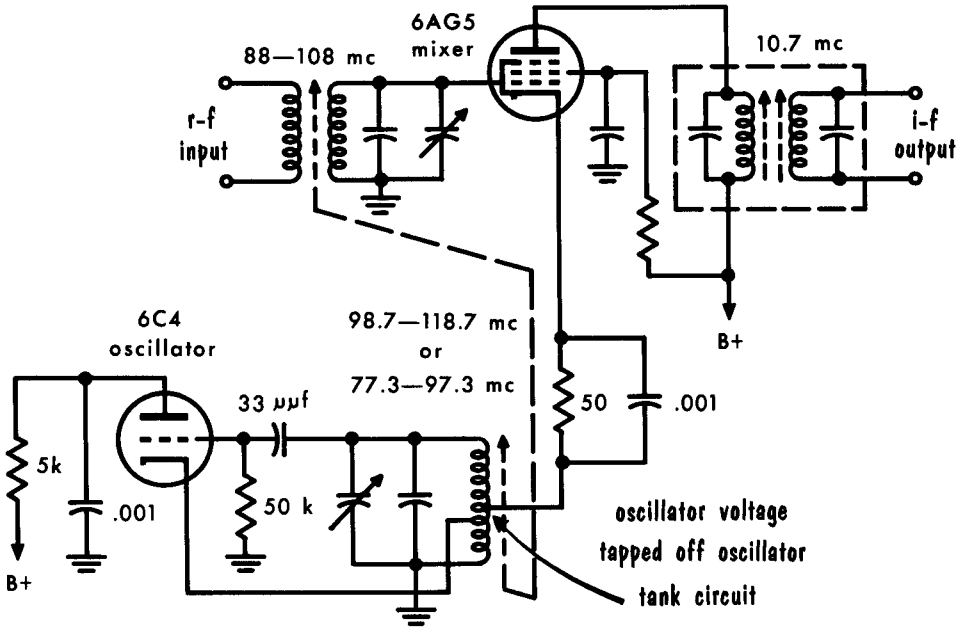 6AG5
mixer
88—108 mc
10.7 mc
r-f
input
i-f
output
B+
98.7—118.7 mc
or
77.3—97.3 mc
6C4
oscillator
33 μμf
50
.001
5k
.001
50 k
B+
oscillator voltage
tapped off oscillator
tank circuit